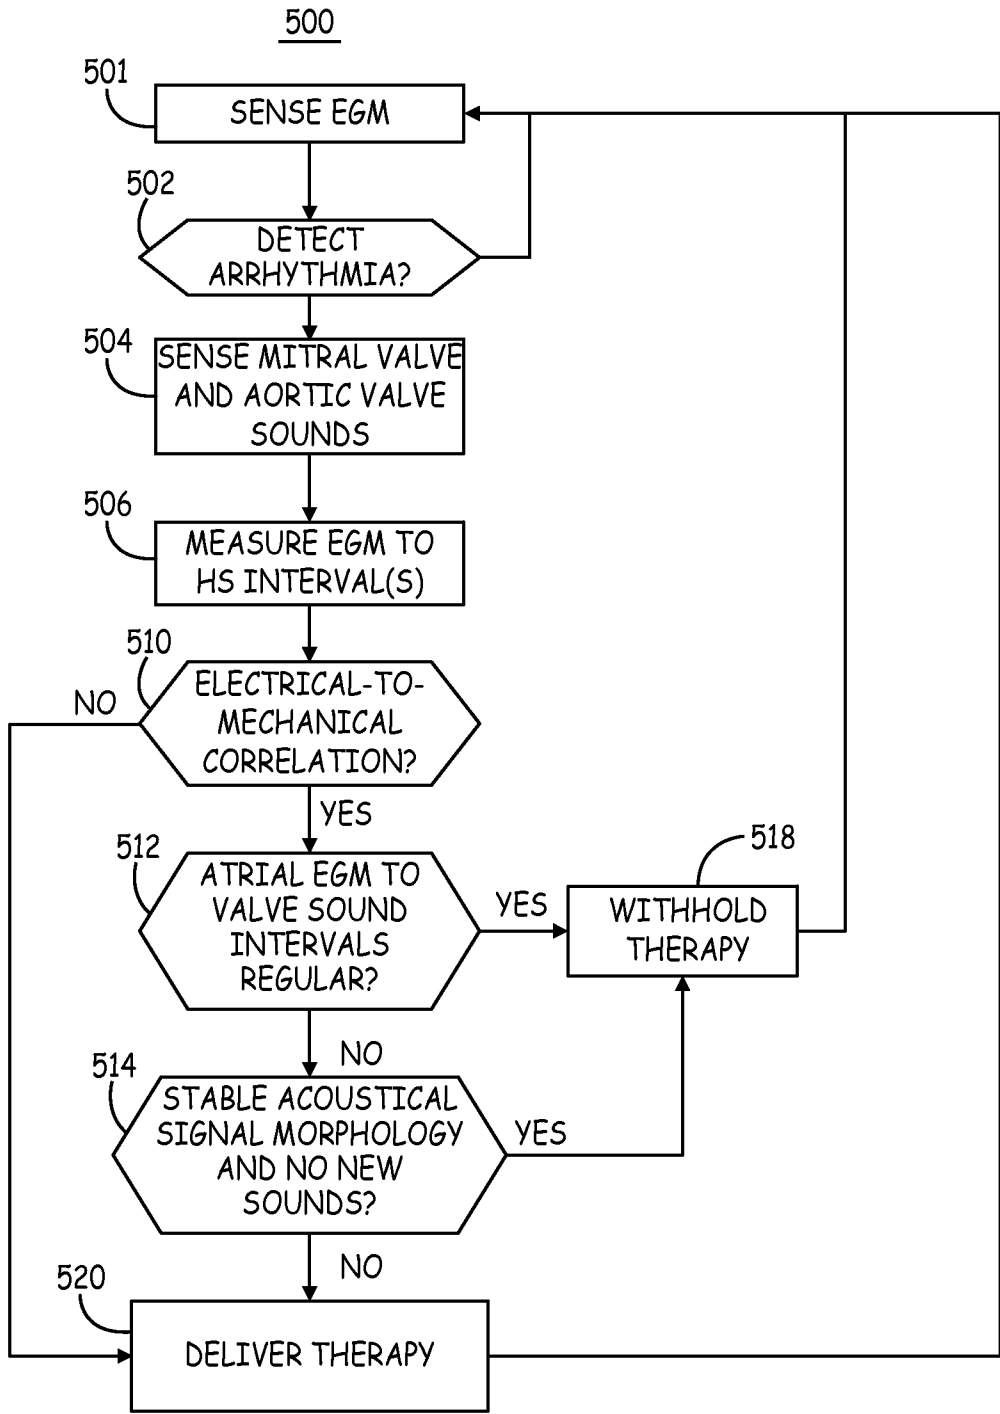 500
501
SENSE EGM
502
DETECT
ARRHYTHMIA?
504
SENSE MITRAL VALVE
AND AORTIC VALVE
SOUNDS
506
MEASURE EGM TO
HS INTERVAL(S)
510
NO
ELECTRICAL-TO-
MECHANICAL
CORRELATION?
YES
512
ATRIAL EGM TO
VALVE SOUND
INTERVALS
REGULAR?
YES
518
WITHHOLD
THERAPY
NO
514
STABLE ACOUSTICAL
SIGNAL MORPHOLOGY
AND NO NEW
SOUNDS?
YES
NO
520
DELIVER THERAPY